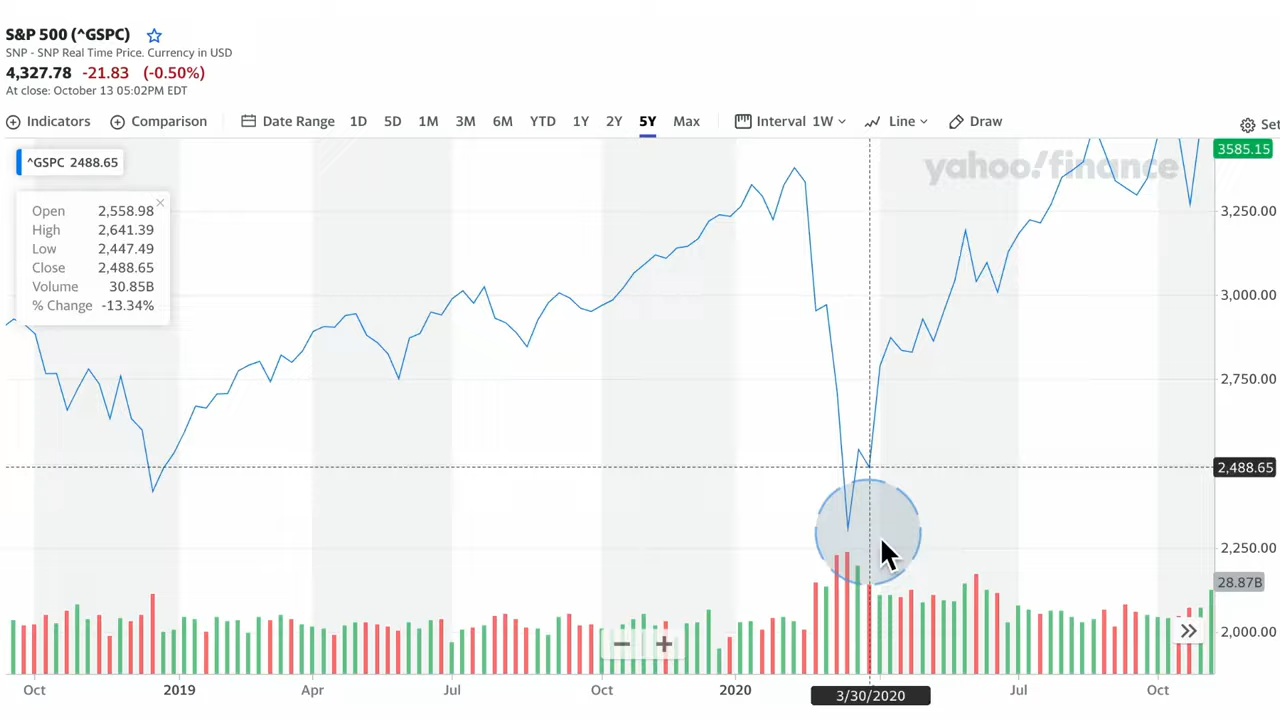 S&P 500 (^GSPC)
SNP - SNP Real Time Price. Currency in USD
4,327.78 -21.83 (-0.50%)
At close: October 13 05:02PM EDT
Indicators Comparison Date Range 1D 5D 1M 3M 6M YTD 1Y 2Y 5Y Max Interval 1W Line Draw Set
^GSPC 2488.65
yahoo!finance
3585.15
Open 2,558.98
High 2,641.39
Low 2,447.49
Close 2,488.65
Volume 30.85B
% Change -13.34%
3,250.00
3,000.00
2,750.00
2,488.65
2,250.00
28.87B
2,000.00
Oct 2019 Apr Jul Oct 2020 3/30/2020 Jul Oct